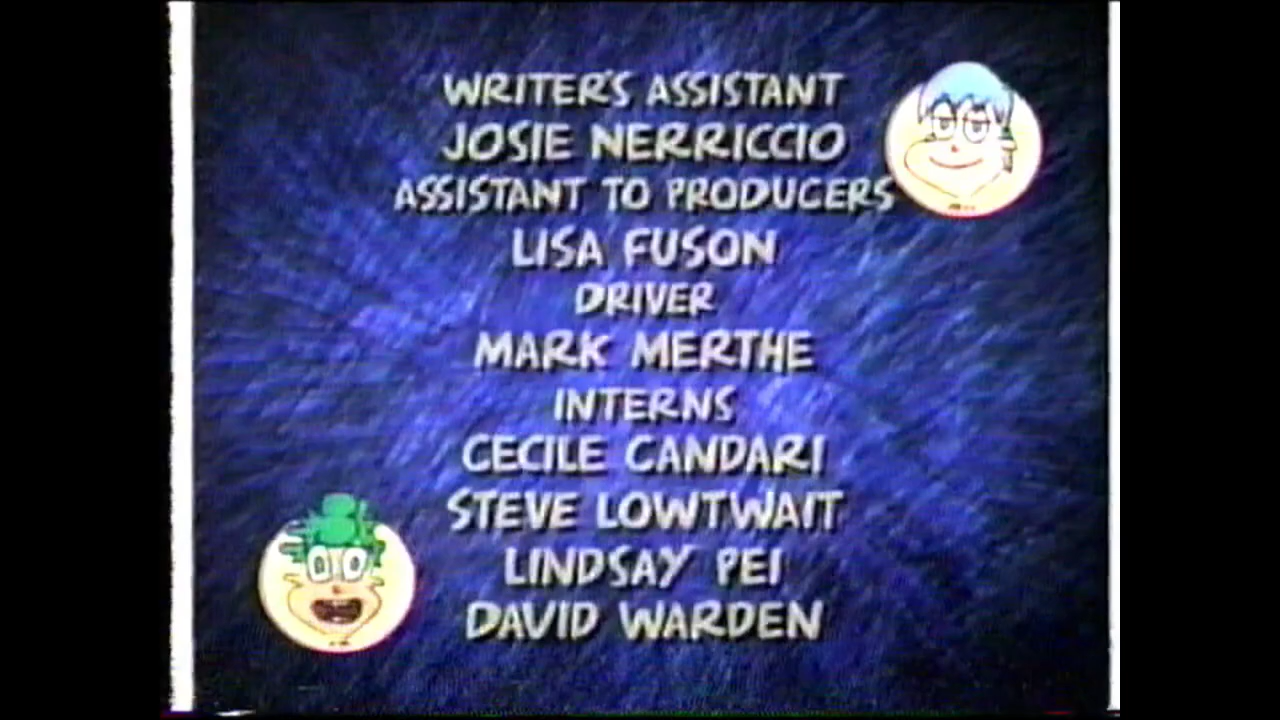 WRITER'S ASSISTANT
JOSIE NERRICCIO
ASSISTANT TO PRODUCERS
LISA FUSON
DRIVER
MARK MERTHE
INTERNS
CECILE CANDARI
STEVE LOWTWAIT
LINDSAY PEI
DAVID WARDEN